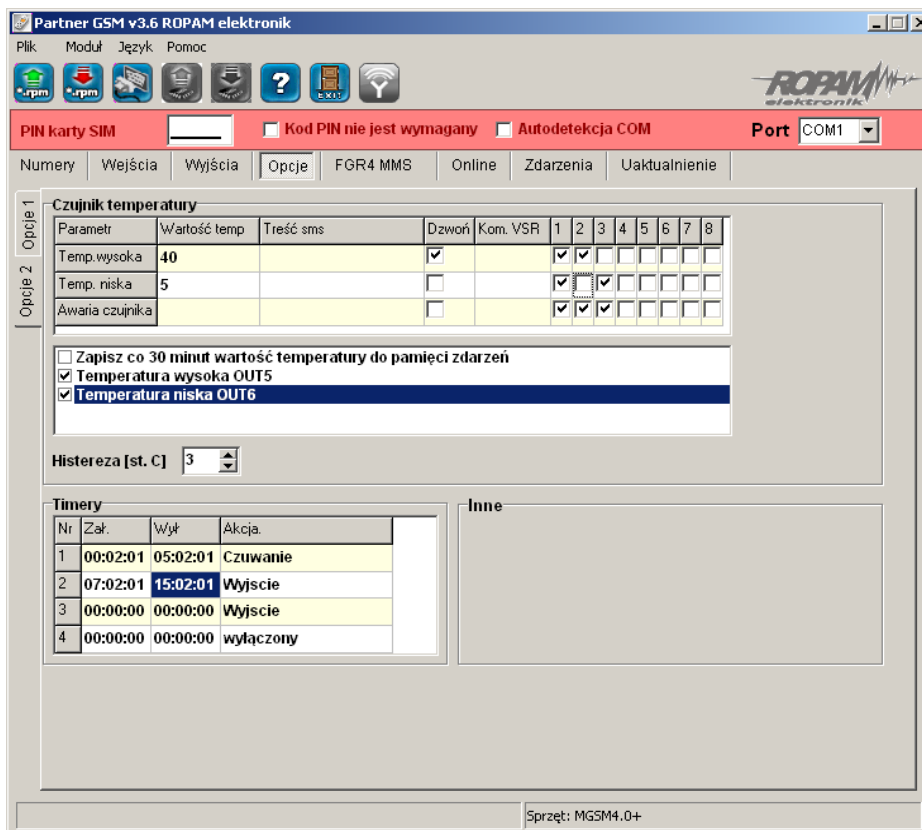 Partner GSM v3.6 ROPAM elektronik
Plik Moduł Język Pomoc
*.rpm *.rpm ? EXIT ROPAM elektronik
PIN karty SIM Kod PIN nie jest wymagany Autodetekcja COM Port COM1
Numery Wejścia Wyjścia Opcje FGR4 MMS Online Zdarzenia Uaktualnienie
Opcje 1
Opcje 2
Czujnik temperatury
Parametr Wartość temp Treść sms Dzwoń Kom. VSR 1 2 3 4 5 6 7 8
Temp.wysoka 40
Temp. niska 5
Awaria czujnika
Zapisz co 30 minut wartość temperatury do pamięci zdarzeń
Temperatura wysoka OUT5
Temperatura niska OUT6
Histereza [st. C] 3
Timery
Nr Zał. Wył Akcja.
1 00:02:01 05:02:01 Czuwanie
2 07:02:01 15:02:01 Wyjscie
3 00:00:00 00:00:00 Wyjscie
4 00:00:00 00:00:00 wyłączony
Inne
Sprzęt: MGSM4.0+